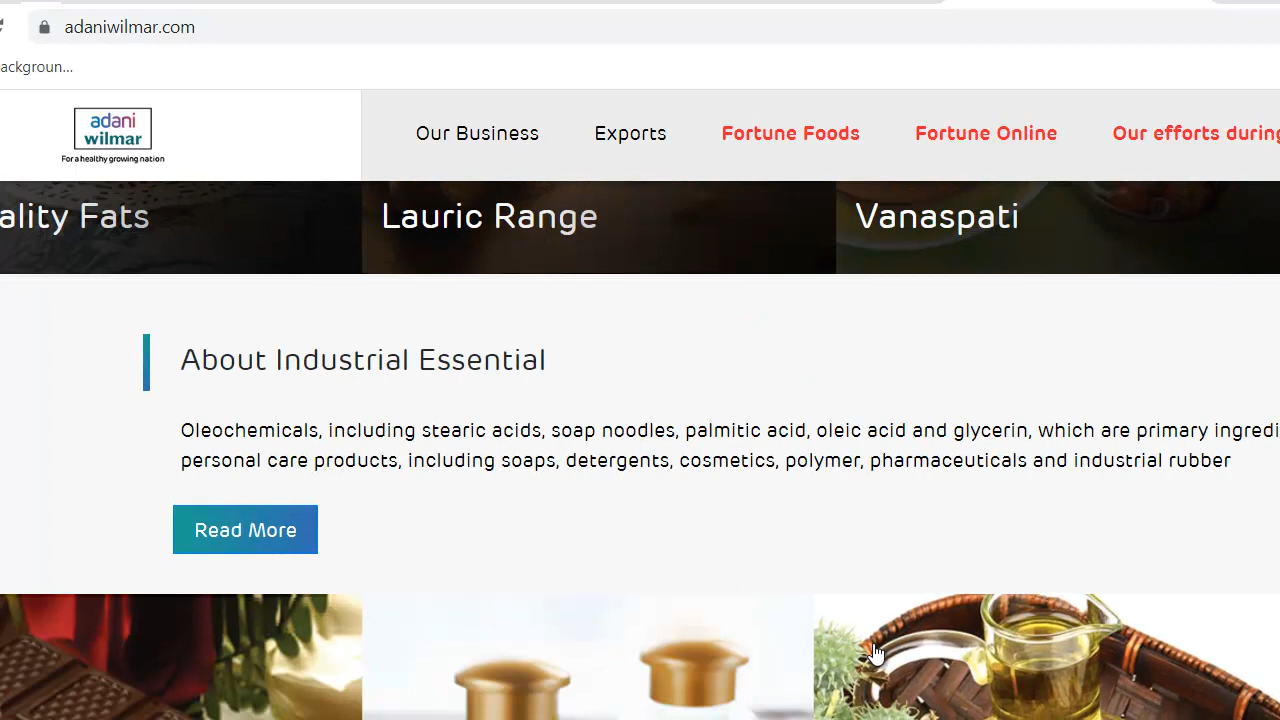 adaniwilmar.com
ackgroun...
adani
wilmar
For a healthy growing nation
Our Business Exports Fortune Foods Fortune Online Our efforts during
ality Fats Lauric Range Vanaspati
About Industrial Essential
Oleochemicals, including stearic acids, soap noodles, palmitic acid, oleic acid and glycerin, which are primary ingredi
personal care products, including soaps, detergents, cosmetics, polymer, pharmaceuticals and industrial rubber
Read More